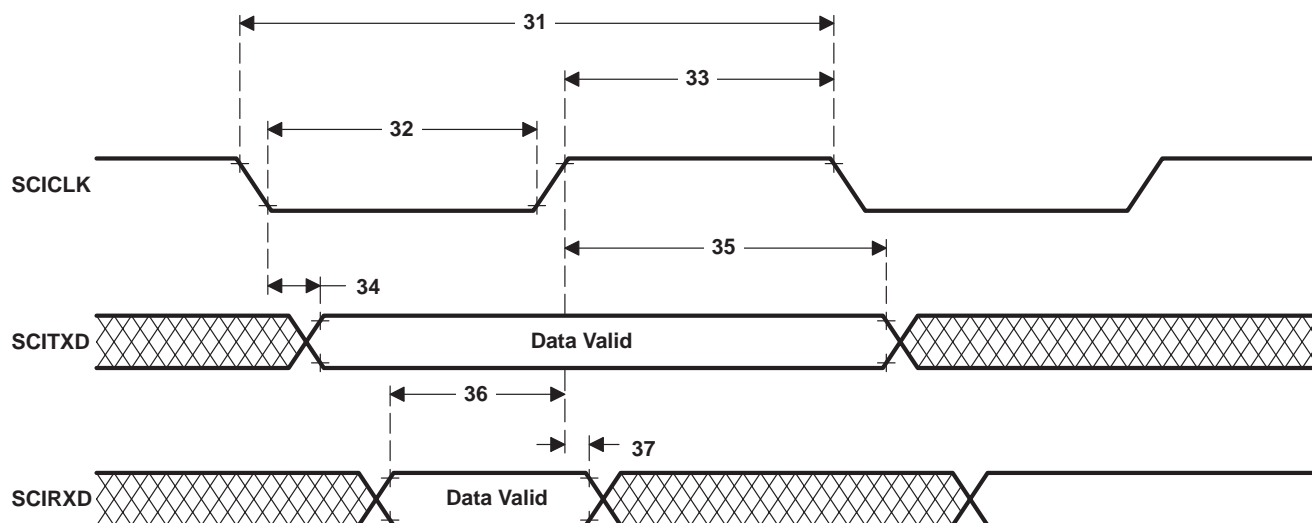 31
33
32
SCICLK
35
34
SCITXD
Data Valid
36
37
SCIRXD
Data Valid